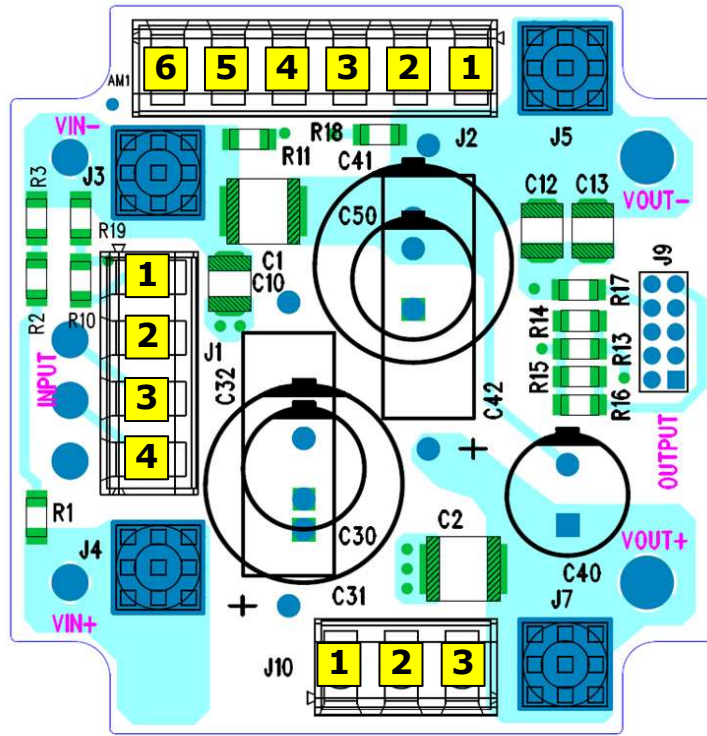 6 5 4 3 2 1
AM1
VIN-
J3
R11
R18
C41
J2
J5
R3
R19
C50
C12 C13
VOUT-
1
C1
C10
J9
R17
R2
R10
2
J1
R14
R13
INPUT
3
C32
C42
R15
R16
4
OUTPUT
R1
J4
C30
C2
VOUT+
C40
VIN+
C31
J7
J10
1 2 3
+
+